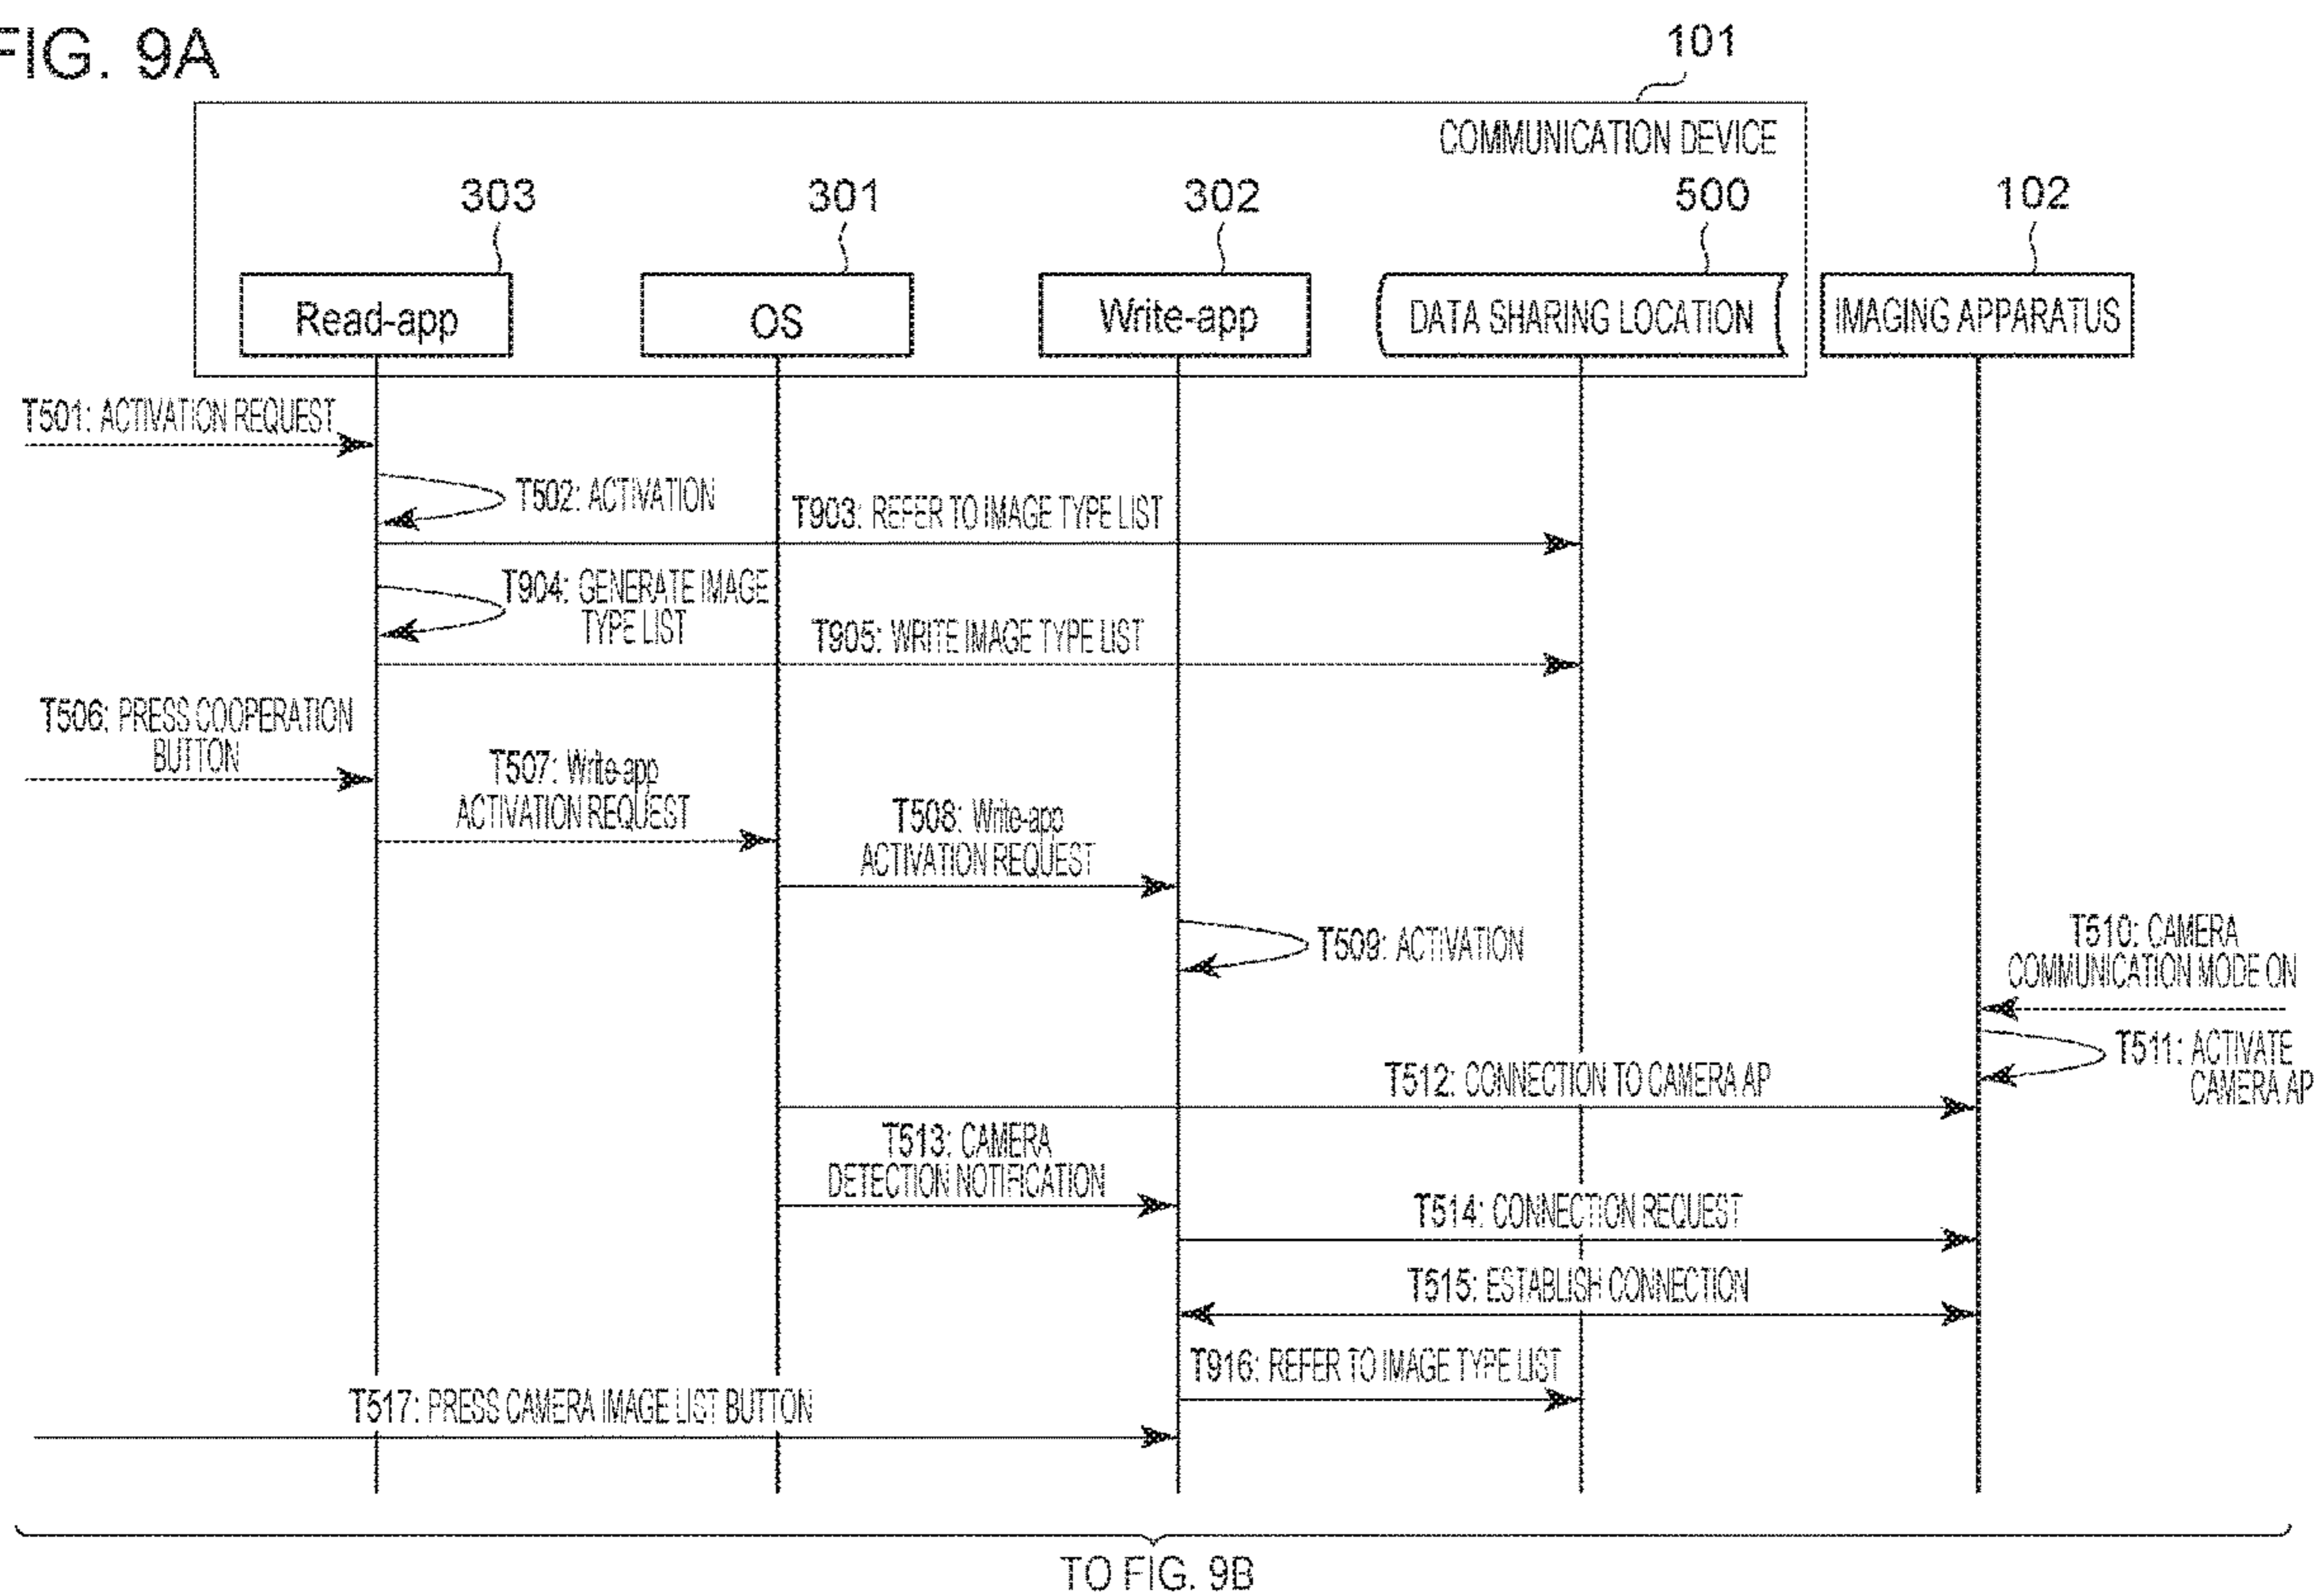 FIG. 9A
101
COMMUNICATION DEVICE
303
301
302
500
102
Read-app
OS
Write-app
DATA SHARING LOCATION
IMAGING APPARATUS
T501: ACTIVATION REQUEST
T502: ACTIVATION
T903: REFER TO IMAGE TYPE LIST
T904: GENERATE IMAGE
TYPE LIST
T905: WRITE IMAGE TYPE LIST
T506: PRESS COOPERATION
BUTTON
T507: Write-app
ACTIVATION REQUEST
T508: Write-app
ACTIVATION REQUEST
T509: ACTIVATION
T510: CAMERA
COMMUNICATION MODE ON
T511: ACTIVATE
CAMERA AP
T512: CONNECTION TO CAMERA AP
T513: CAMERA
DETECTION NOTIFICATION
T514: CONNECTION REQUEST
T515: ESTABLISH CONNECTION
T916: REFER TO IMAGE TYPE LIST
T517: PRESS CAMERA IMAGE LIST BUTTON
TO FIG. 9B